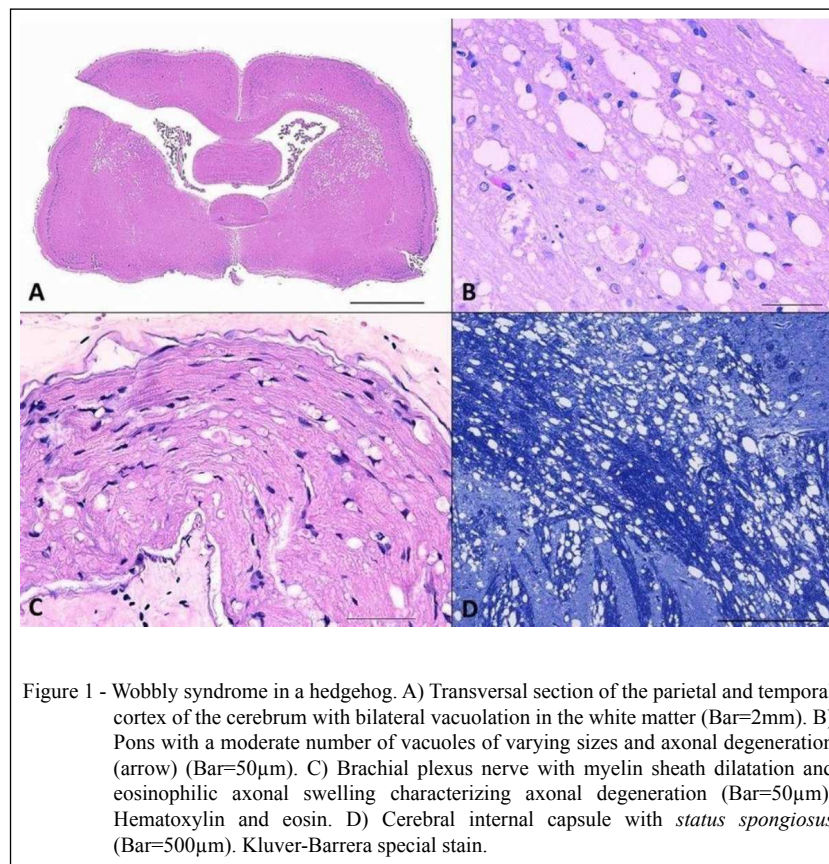 A
B
C
D
Figure 1 - Wobbly syndrome in a hedgehog. A) Transversal section of the parietal and temporal
cortex of the cerebrum with bilateral vacuolation in the white matter (Bar=2mm). B)
Pons with a moderate number of vacuoles of varying sizes and axonal degeneration
(arrow) (Bar=50µm). C) Brachial plexus nerve with myelin sheath dilatation and
eosinophilic axonal swelling characterizing axonal degeneration (Bar=50µm)
Hematoxylin and eosin. D) Cerebral internal capsule with status spongiosus
(Bar=500µm). Kluver-Barrera special stain.